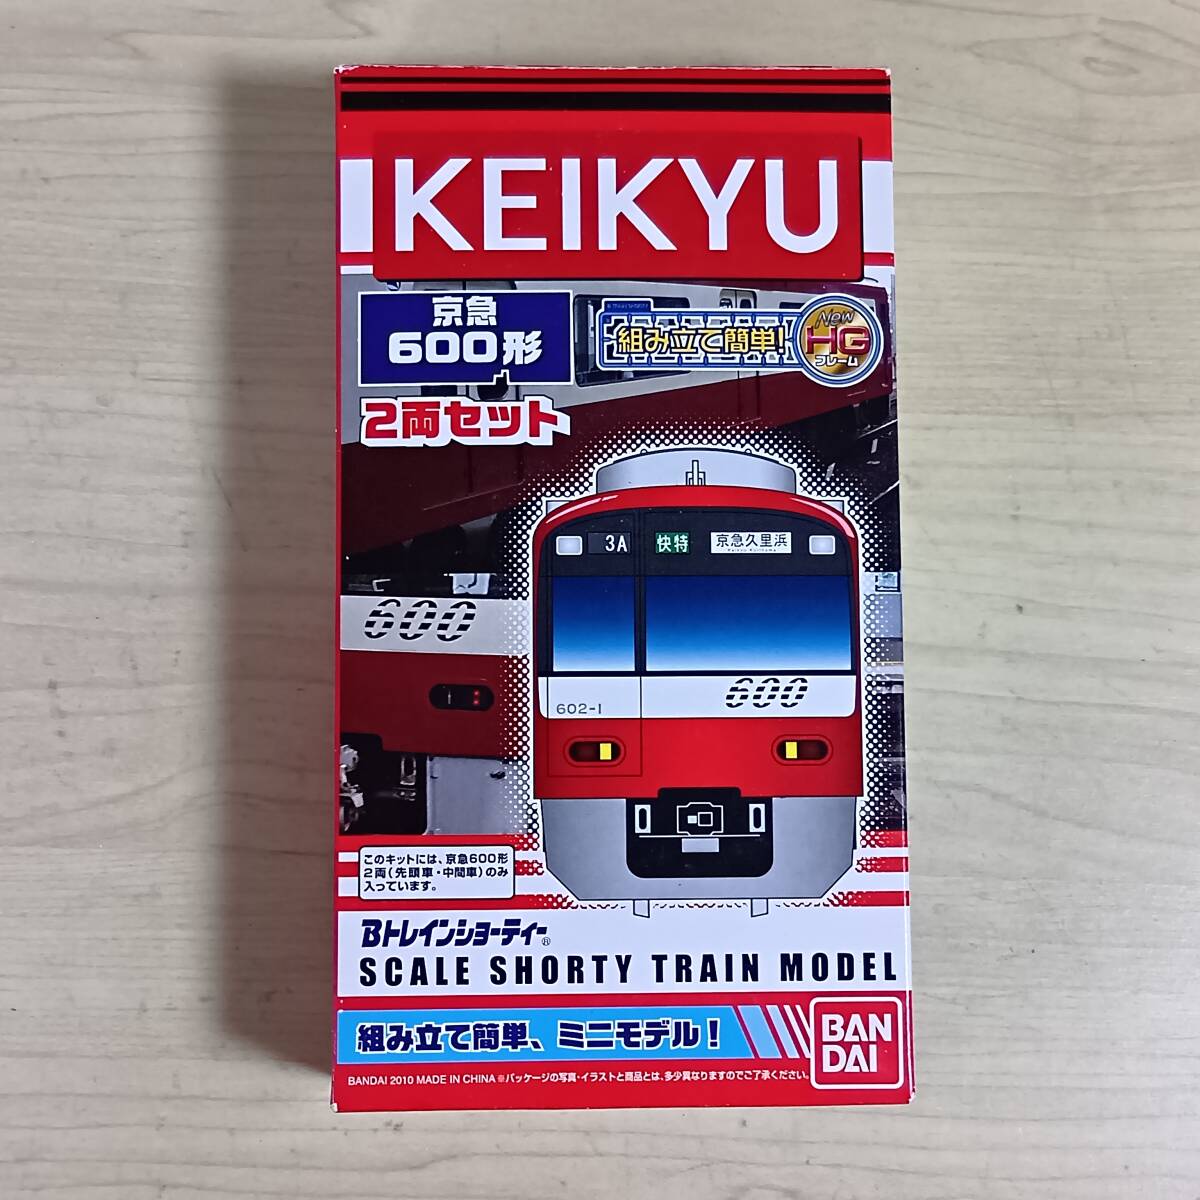 KEIKYU
京急
600形
組み立て簡単!
New
HG
フレーム
2両セット
3A
快特
京急久里浜
600
600
602-1
このキットには、京急600形
2両(先頭車・中間車)のみ
入っています。
Bトレインショーティー®
SCALE SHORTY TRAIN MODEL
組み立て簡単、ミニモデル!
BAN
DAI
BANDAI 2010 MADE IN CHINA ※パッケージの写真・イラストと商品とは、多少異なりますのでご了承ください。